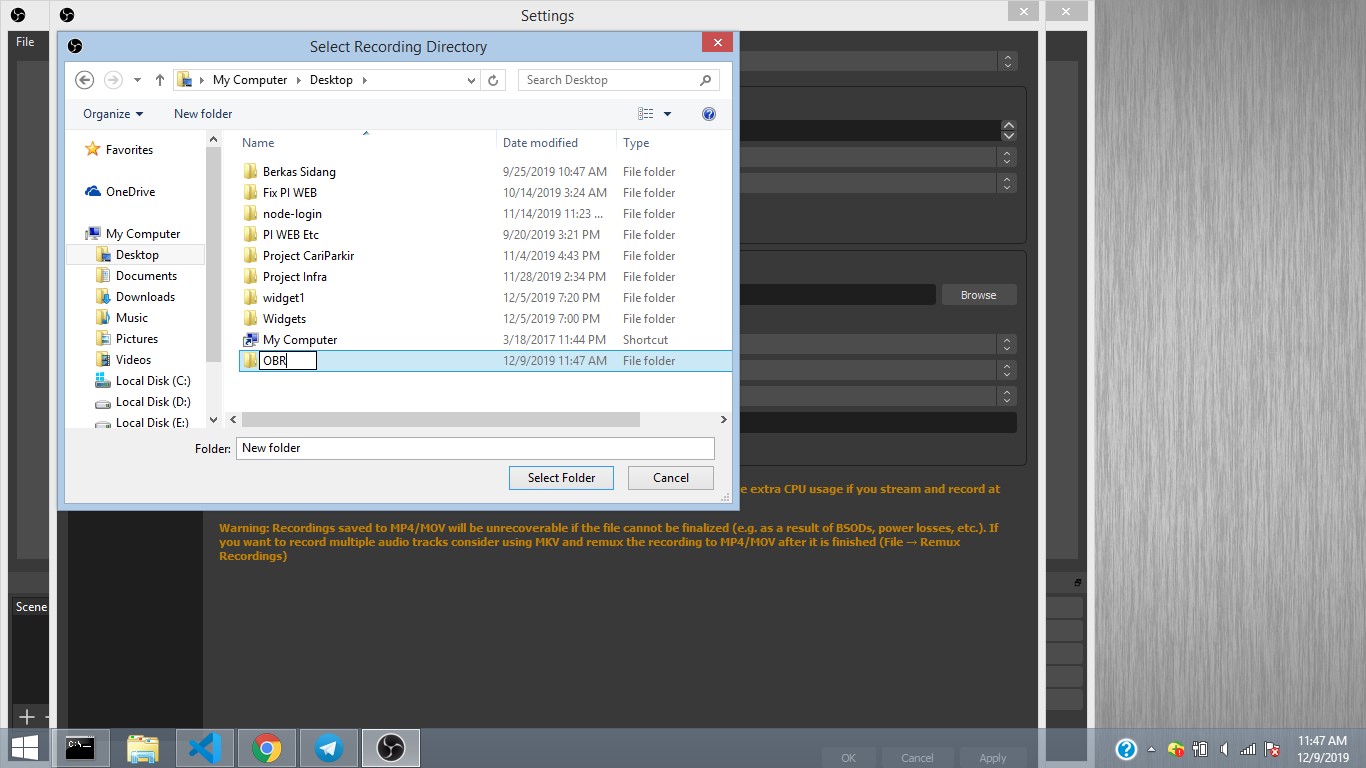 Settings
File
Select Recording Directory
My Computer Desktop
Search Desktop
Organize New folder
Name Date modified Type
Favorites
OneDrive
My Computer
Desktop
Documents
Downloads
Music
Pictures
Videos
Local Disk (C:)
Local Disk (D:)
Local Disk (E:)
Berkas Sidang 9/25/2019 10:47 AM File folder
Fix PI WEB 10/14/2019 3:24 AM File folder
node-login 11/14/2019 11:23 ... File folder
PI WEB Etc 9/20/2019 3:21 PM File folder
Project CariParkir 11/4/2019 4:43 PM File folder
Project Infra 11/28/2019 2:34 PM File folder
widget1 12/5/2019 7:20 PM File folder
Widgets 12/5/2019 7:00 PM File folder
My Computer 3/18/2017 11:44 PM Shortcut
OBR 12/9/2019 11:47 AM File folder
Folder: New folder
Select Folder Cancel
Browse
e extra CPU usage if you stream and record at
Warning: Recordings saved to MP4/MOV will be unrecoverable if the file cannot be finalized (e.g. as a result of BSODs, power losses, etc.). If
you want to record multiple audio tracks consider using MKV and remux the recording to MP4/MOV after it is finished (File → Remux
Recordings)
Scene
OK Cancel Apply
C:\.
11:47 AM
12/9/2019